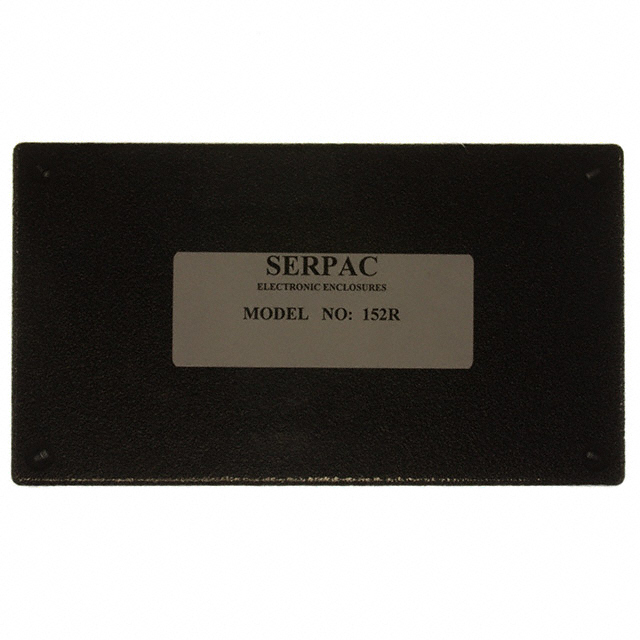 SERPAC
ELECTRONIC ENCLOSURES
MODEL NO: 152R